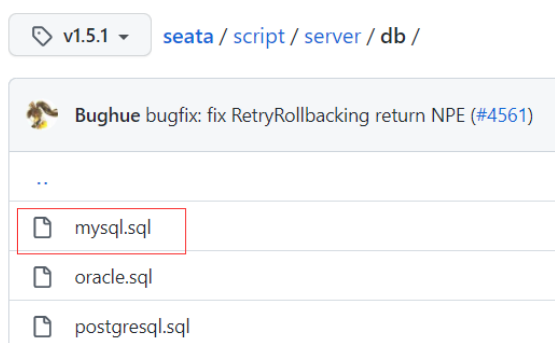 v1.5.1 seata / script / server / db /
Bughue bugfix: fix RetryRollbacking return NPE (#4561)
..
mysql.sql
oracle.sql
postgresql.sql